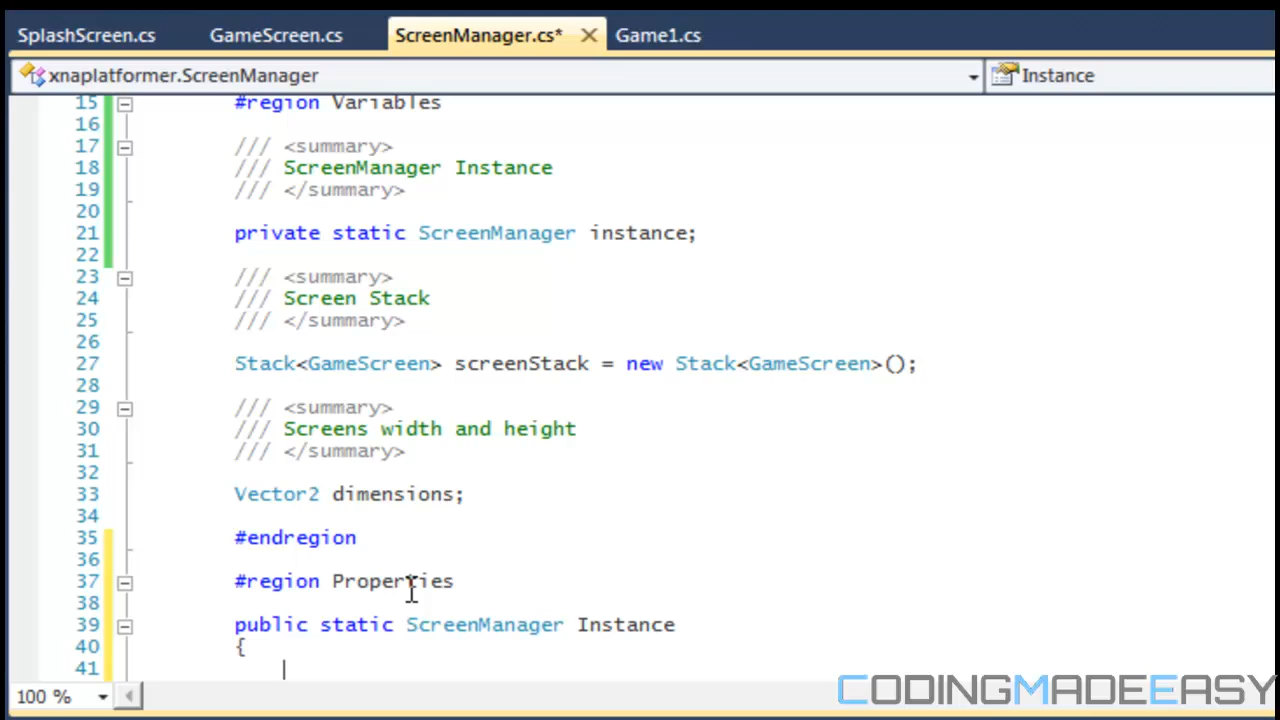 SplashScreen.cs GameScreen.cs ScreenManager.cs* Game1.cs
xnaplatformer.ScreenManager Instance
15 #region Variables
16
17 /// <summary>
18 /// ScreenManager Instance
19 /// </summary>
20
21 private static ScreenManager instance;
22
23 /// <summary>
24 /// Screen Stack
25 /// </summary>
26
27 Stack<GameScreen> screenStack = new Stack<GameScreen>();
28
29 /// <summary>
30 /// Screens width and height
31 /// </summary>
32
33 Vector2 dimensions;
34
35 #endregion
36
37 #region Properties
38
39 public static ScreenManager Instance
40 {
41
100 %
CODINGMADEEASY